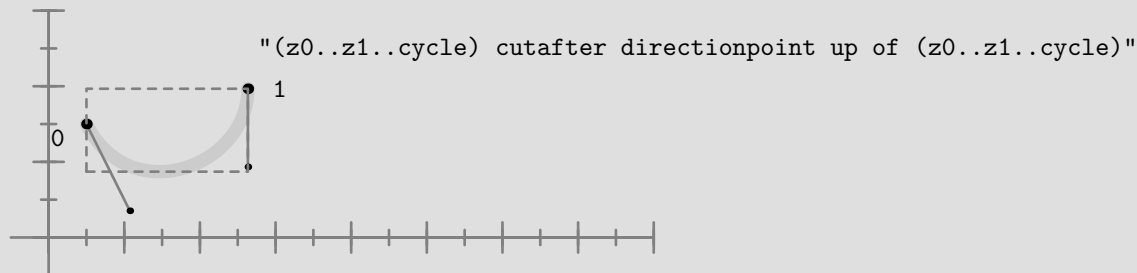 "(z0..z1..cycle) cutafter directionpoint up of (z0..z1..cycle)"
1
0